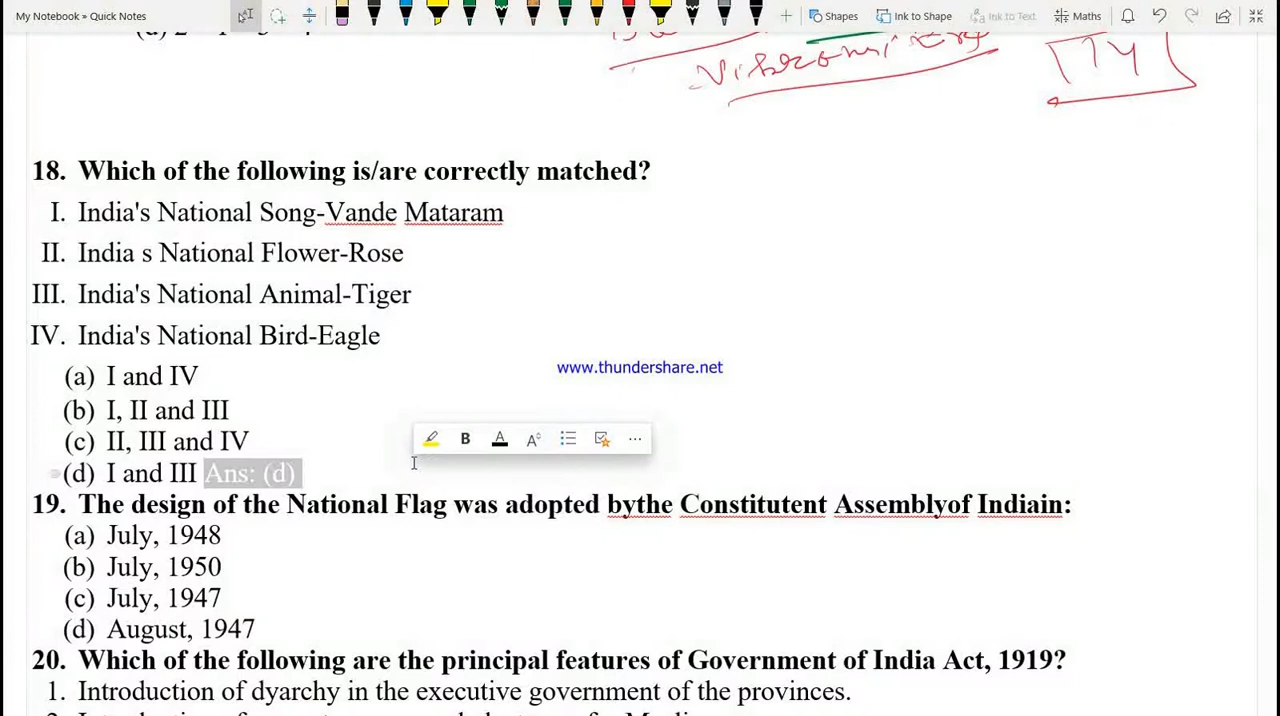 My Notebook » Quick Notes
Shapes
Ink to Shape
Ink to Text
Maths
18. Which of the following is/are correctly matched?
I. India's National Song-Vande Mataram
II. India s National Flower-Rose
III. India's National Animal-Tiger
IV. India's National Bird-Eagle
(a) I and IV
www.thundershare.net
(b) I, II and III
(c) II, III and IV
(d) I and III Ans: (d)
19. The design of the National Flag was adopted bythe Constitutent Assemblyof Indiain:
(a) July, 1948
(b) July, 1950
(c) July, 1947
(d) August, 1947
20. Which of the following are the principal features of Government of India Act, 1919?
1. Introduction of dyarchy in the executive government of the provinces.